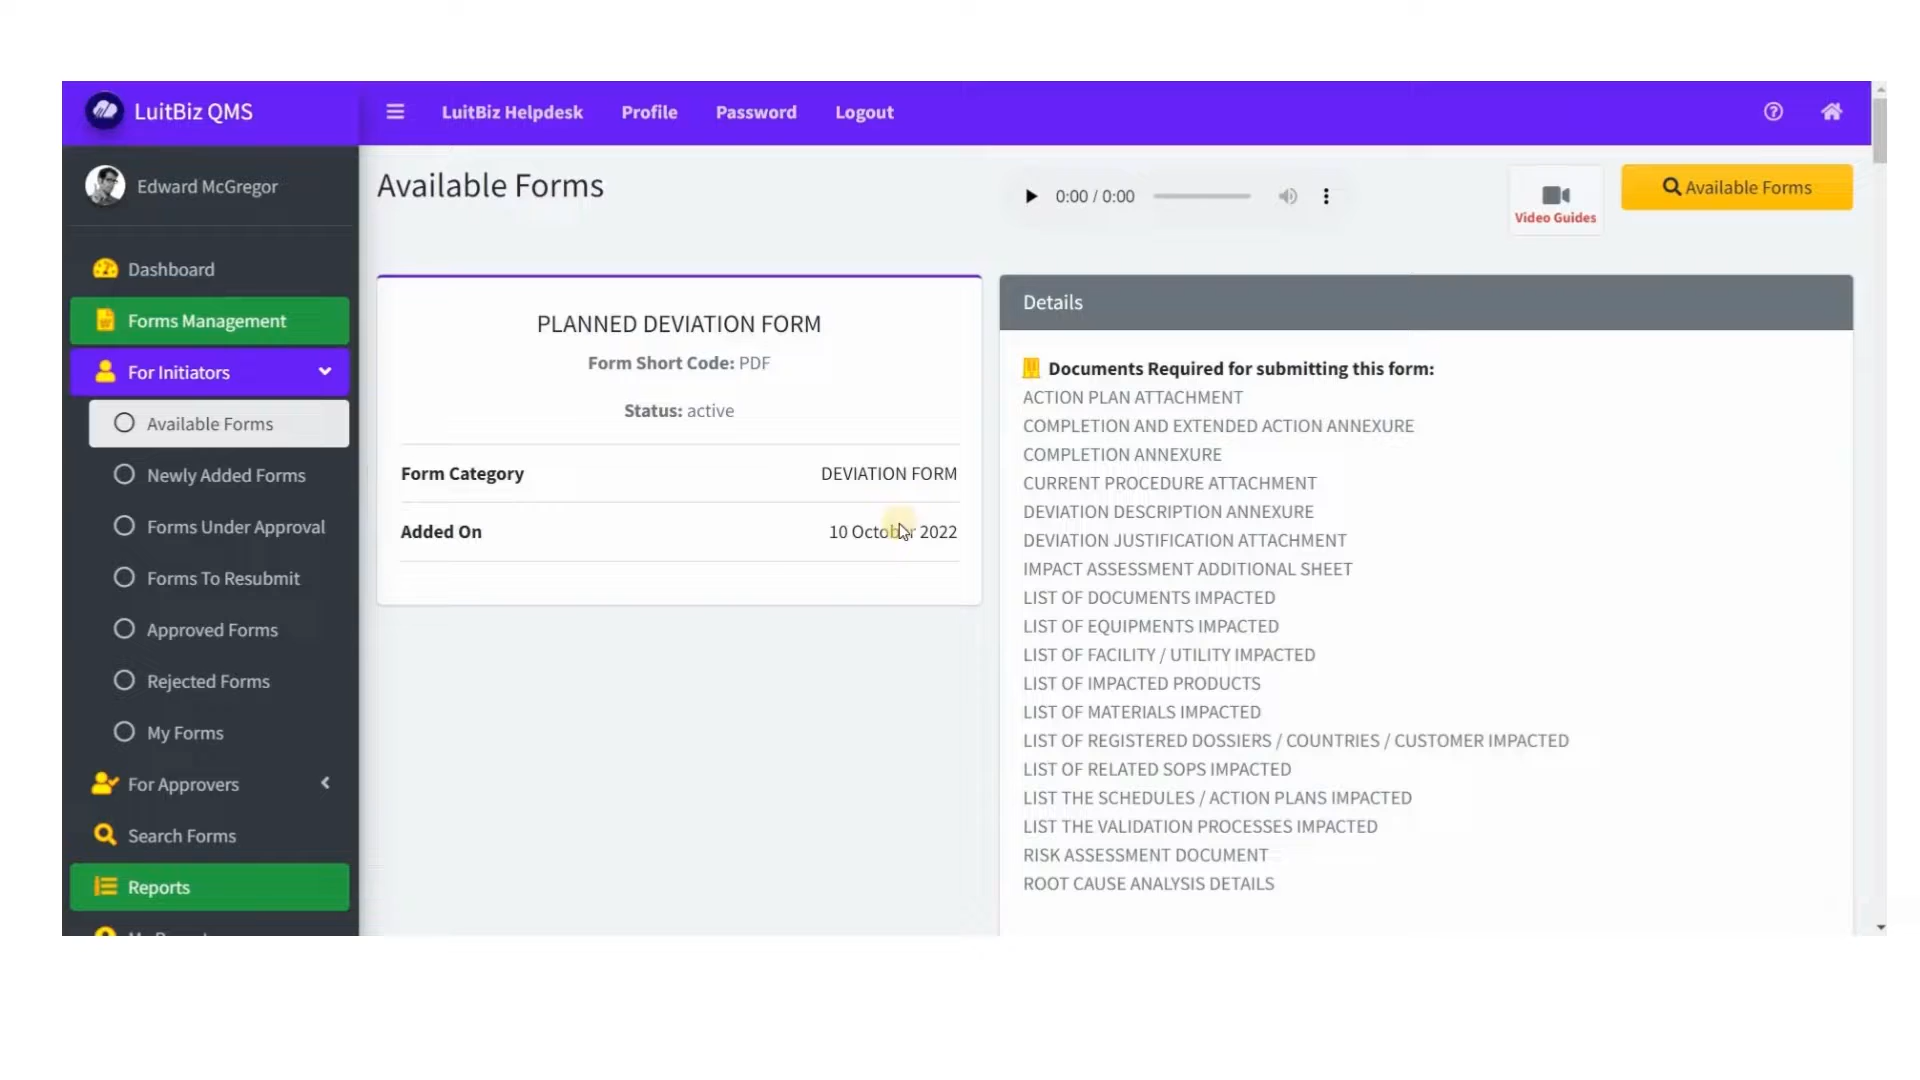 LuitBiz QMS
LuitBiz Helpdesk
Profile
Password
Logout
Edward McGregor
Dashboard
Forms Management
For Initiators
Available Forms
Newly Added Forms
Forms Under Approval
Forms To Resubmit
Approved Forms
Rejected Forms
My Forms
For Approvers
Search Forms
Reports
Available Forms
0:00 / 0:00
Video Guides
Available Forms
PLANNED DEVIATION FORM
Form Short Code: PDF
Status: active
Form Category DEVIATION FORM
Added On 10 October 2022
Details
Documents Required for submitting this form:
ACTION PLAN ATTACHMENT
COMPLETION AND EXTENDED ACTION ANNEXURE
COMPLETION ANNEXURE
CURRENT PROCEDURE ATTACHMENT
DEVIATION DESCRIPTION ANNEXURE
DEVIATION JUSTIFICATION ATTACHMENT
IMPACT ASSESSMENT ADDITIONAL SHEET
LIST OF DOCUMENTS IMPACTED
LIST OF EQUIPMENTS IMPACTED
LIST OF FACILITY / UTILITY IMPACTED
LIST OF IMPACTED PRODUCTS
LIST OF MATERIALS IMPACTED
LIST OF REGISTERED DOSSIERS / COUNTRIES / CUSTOMER IMPACTED
LIST OF RELATED SOPS IMPACTED
LIST THE SCHEDULES / ACTION PLANS IMPACTED
LIST THE VALIDATION PROCESSES IMPACTED
RISK ASSESSMENT DOCUMENT
ROOT CAUSE ANALYSIS DETAILS